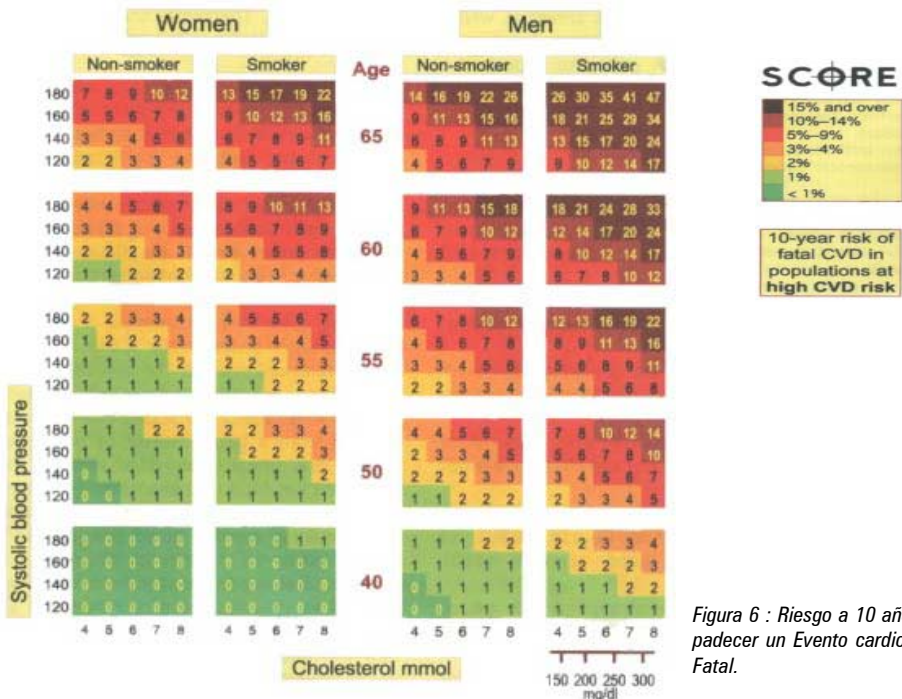 Women Men
Non-smoker Smoker Age Non-smoker Smoker
180 7 8 9 10 12 13 15 17 19 22 14 16 19 22 26 26 30 35 41 47
160 5 5 6 7 8 9 10 12 13 16 9 11 13 15 16 18 21 25 29 34
65
140 3 3 4 5 6 6 7 8 9 11 6 8 9 11 13 13 15 17 20 24
120 2 2 3 3 4 4 5 5 6 7 4 5 6 7 9 9 10 12 14 17
180 4 4 5 6 7 8 9 10 11 13 9 11 13 15 18 18 21 24 28 33
160 3 3 3 4 5 5 6 7 8 9 6 7 9 10 12 12 14 17 20 24
60
140 2 2 2 3 3 3 4 5 5 6 4 5 6 7 9 8 10 12 14 17
120 1 1 2 2 2 2 3 3 4 4 3 3 4 5 6 6 7 8 10 12
180 2 2 3 3 4 4 5 5 6 7 6 7 8 10 12 12 13 16 19 22
160 1 2 2 2 3 3 3 4 4 5 4 5 6 7 8 8 9 11 13 16
55
140 1 1 1 1 2 2 2 2 3 3 3 3 4 5 6 5 6 8 9 11
120 1 1 1 1 1 1 1 2 2 2 2 2 3 3 4 4 4 5 6 8
180 1 1 1 2 2 2 2 3 3 4 4 4 5 6 7 7 8 10 12 14
160 1 1 1 1 1 1 2 2 2 3 2 3 3 4 5 5 6 7 8 10
50
140 0 1 1 1 1 1 1 1 1 2 2 2 2 3 3 3 4 5 6 7
120 0 0 1 1 1 1 1 1 1 1 1 1 2 2 2 2 3 3 4 5
180 0 0 0 0 0 0 0 0 1 1 1 1 1 2 2 2 2 3 3 4
160 0 0 0 0 0 0 0 0 0 0 1 1 1 1 1 1 2 2 2 3
40
140 0 0 0 0 0 0 0 0 0 0 0 1 1 1 1 1 1 1 2 2
120 0 0 0 0 0 0 0 0 0 0 0 0 1 1 1 1 1 1 1 1
4 5 6 7 8 4 5 6 7 8 4 5 6 7 8 4 5 6 7 8
Systolic blood pressure
Cholesterol mmol
150 200 250 300
mg/dl
SCORE
15% and over
10%–14%
5%–9%
3%–4%
2%
1%
< 1%
10-year risk of
fatal CVD in
populations at
high CVD risk
Figura 6 : Riesgo a 10 añ
padecer un Evento cardio
Fatal.